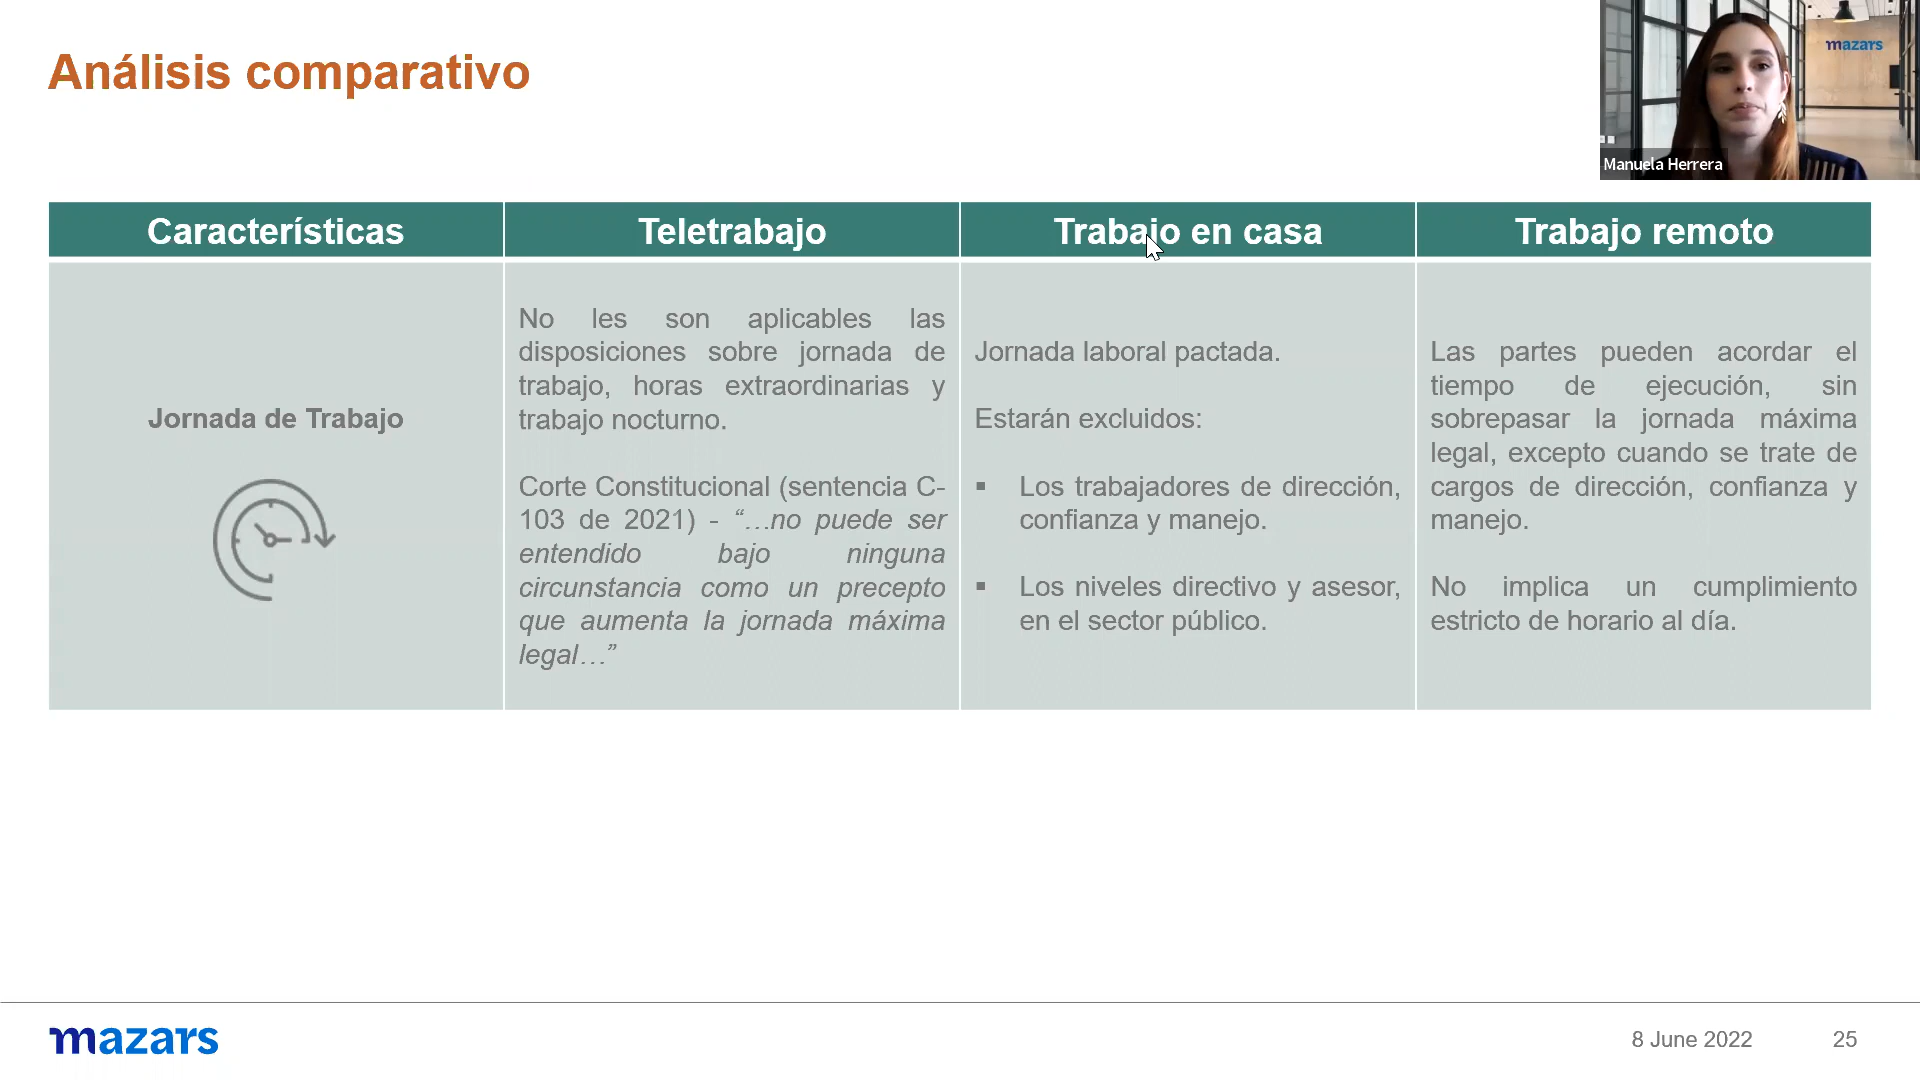 Análisis comparativo
mazars
Manuela Herrera
Características
Teletrabajo
Trabajo en casa
Trabajo remoto
Jornada de Trabajo
No les son aplicables las
disposiciones sobre jornada de
trabajo, horas extraordinarias y
trabajo nocturno.
Corte Constitucional (sentencia C-
103 de 2021) - “…no puede ser
entendido bajo ninguna
circunstancia como un precepto
que aumenta la jornada máxima
legal…”
Jornada laboral pactada.
Estarán excluidos:
▪ Los trabajadores de dirección,
confianza y manejo.
▪ Los niveles directivo y asesor,
en el sector público.
Las partes pueden acordar el
tiempo de ejecución, sin
sobrepasar la jornada máxima
legal, excepto cuando se trate de
cargos de dirección, confianza y
manejo.
No implica un cumplimiento
estricto de horario al día.
mazars
8 June 2022
25